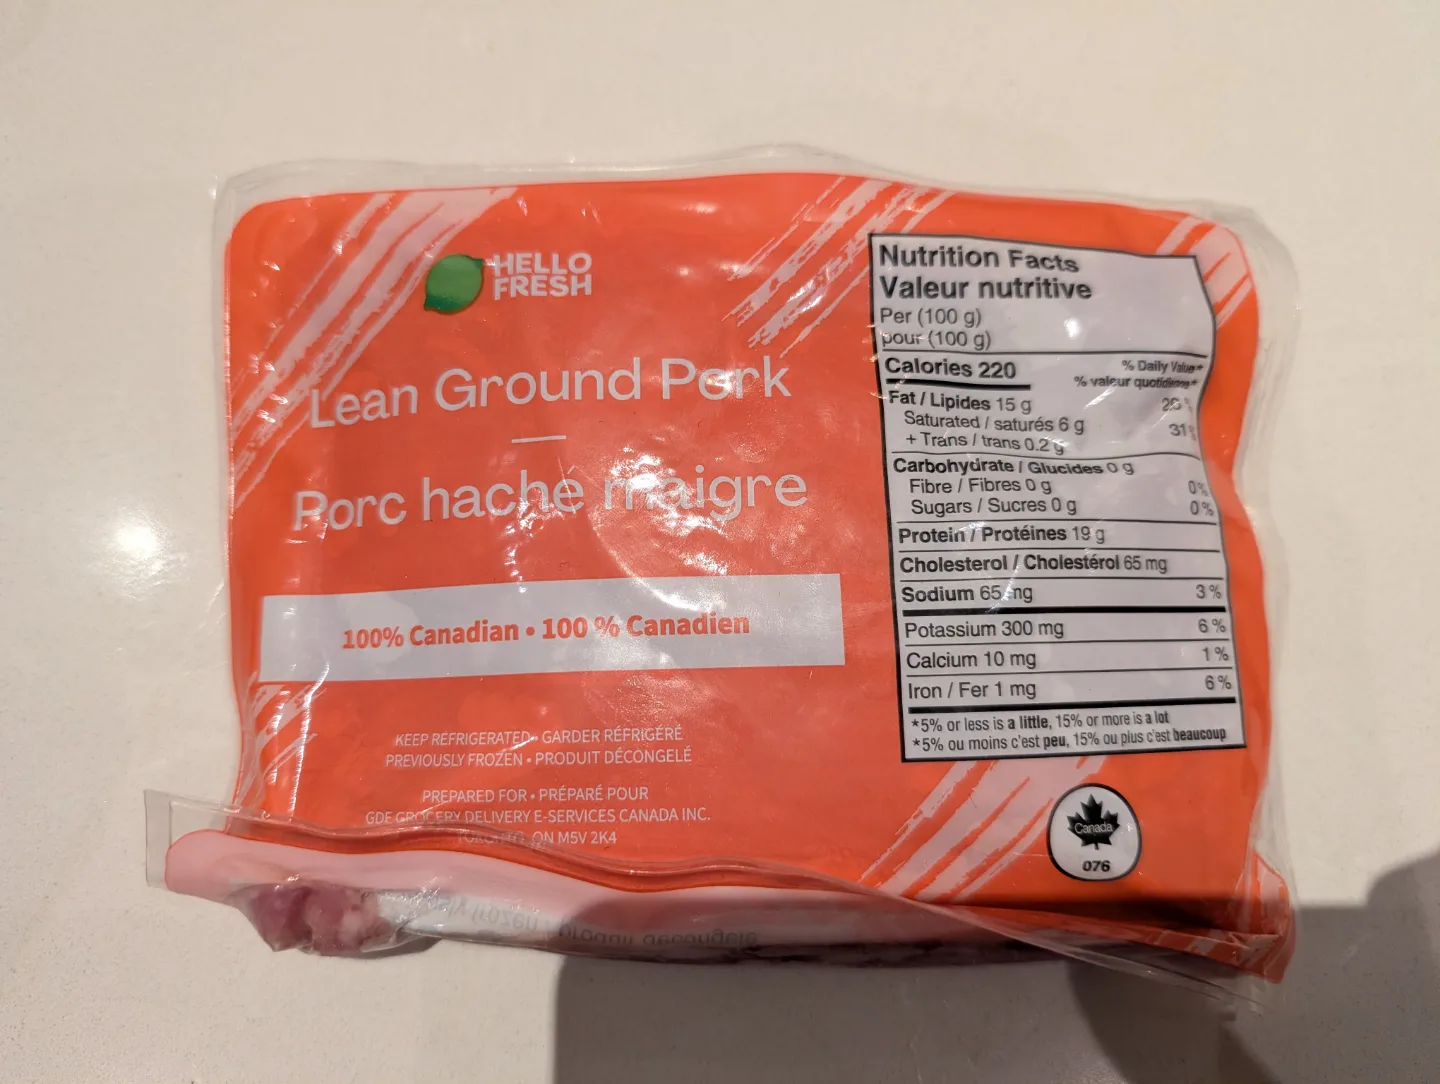 HELLO
FRESH
Lean Ground Pork
Porc haché maigre
100% Canadian • 100 % Canadien
KEEP REFRIGERATED • GARDER RÉFRIGÉRÉ
PREVIOUSLY FROZEN • PRODUIT DÉCONGELÉ
PREPARED FOR • PRÉPARÉ POUR
GDE GROCERY DELIVERY E-SERVICES CANADA INC.
TORONTO, ON M5V 2K4
Nutrition Facts
Valeur nutritive
Per (100 g)
pour (100 g)
Calories 220
% Daily Value*
% valeur quotidienne*
Fat / Lipides 15 g
Saturated / saturés 6 g 31
+ Trans / trans 0.2 g
Carbohydrate / Glucides 0 g
Fibre / Fibres 0 g 0%
Sugars / Sucres 0 g 0%
Protein / Protéines 19 g
Cholesterol / Cholestérol 65 mg
Sodium 65 mg 3 %
Potassium 300 mg 6 %
Calcium 10 mg 1 %
Iron / Fer 1 mg 6 %
*5% or less is a little, 15% or more is a lot
*5% ou moins c'est peu, 15% ou plus c'est beaucoup
Canada
076